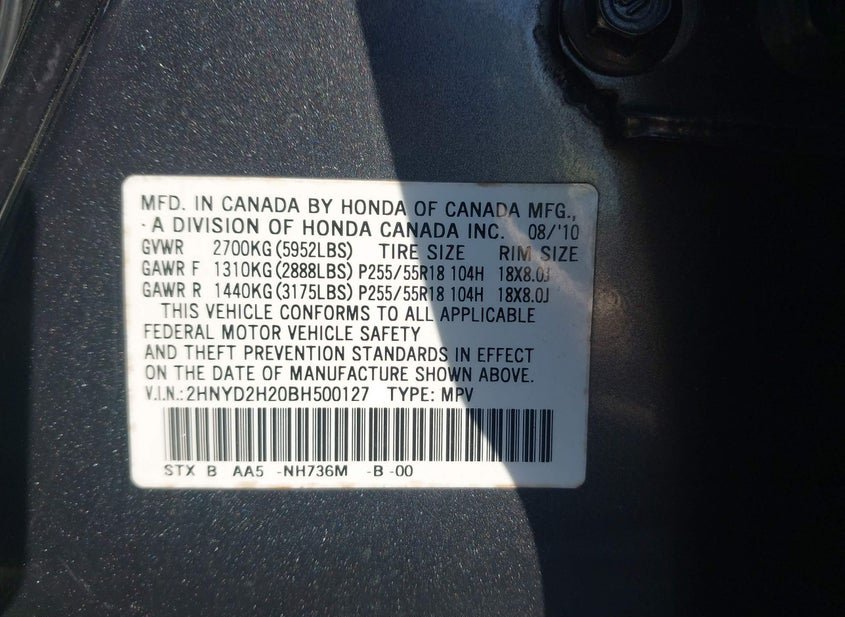 MFD. IN CANADA BY HONDA OF CANADA MFG.,
-A DIVISION OF HONDA CANADA INC. 08/'10
GVWR 2700KG(5952LBS) TIRE SIZE RIM SIZE
GAWR F 1310KG(2888LBS) P255/55R18 104H 18X8.0J
GAWR R 1440KG(3175LBS) P255/55R18 104H 18X8.0J
THIS VEHICLE CONFORMS TO ALL APPLICABLE
FEDERAL MOTOR VEHICLE SAFETY
AND THEFT PREVENTION STANDARDS IN EFFECT
ON THE DATE OF MANUFACTURE SHOWN ABOVE.
V.I.N.:2HNYD2H20BH500127 TYPE: MPV
STX B AA5 -NH736M -B -00